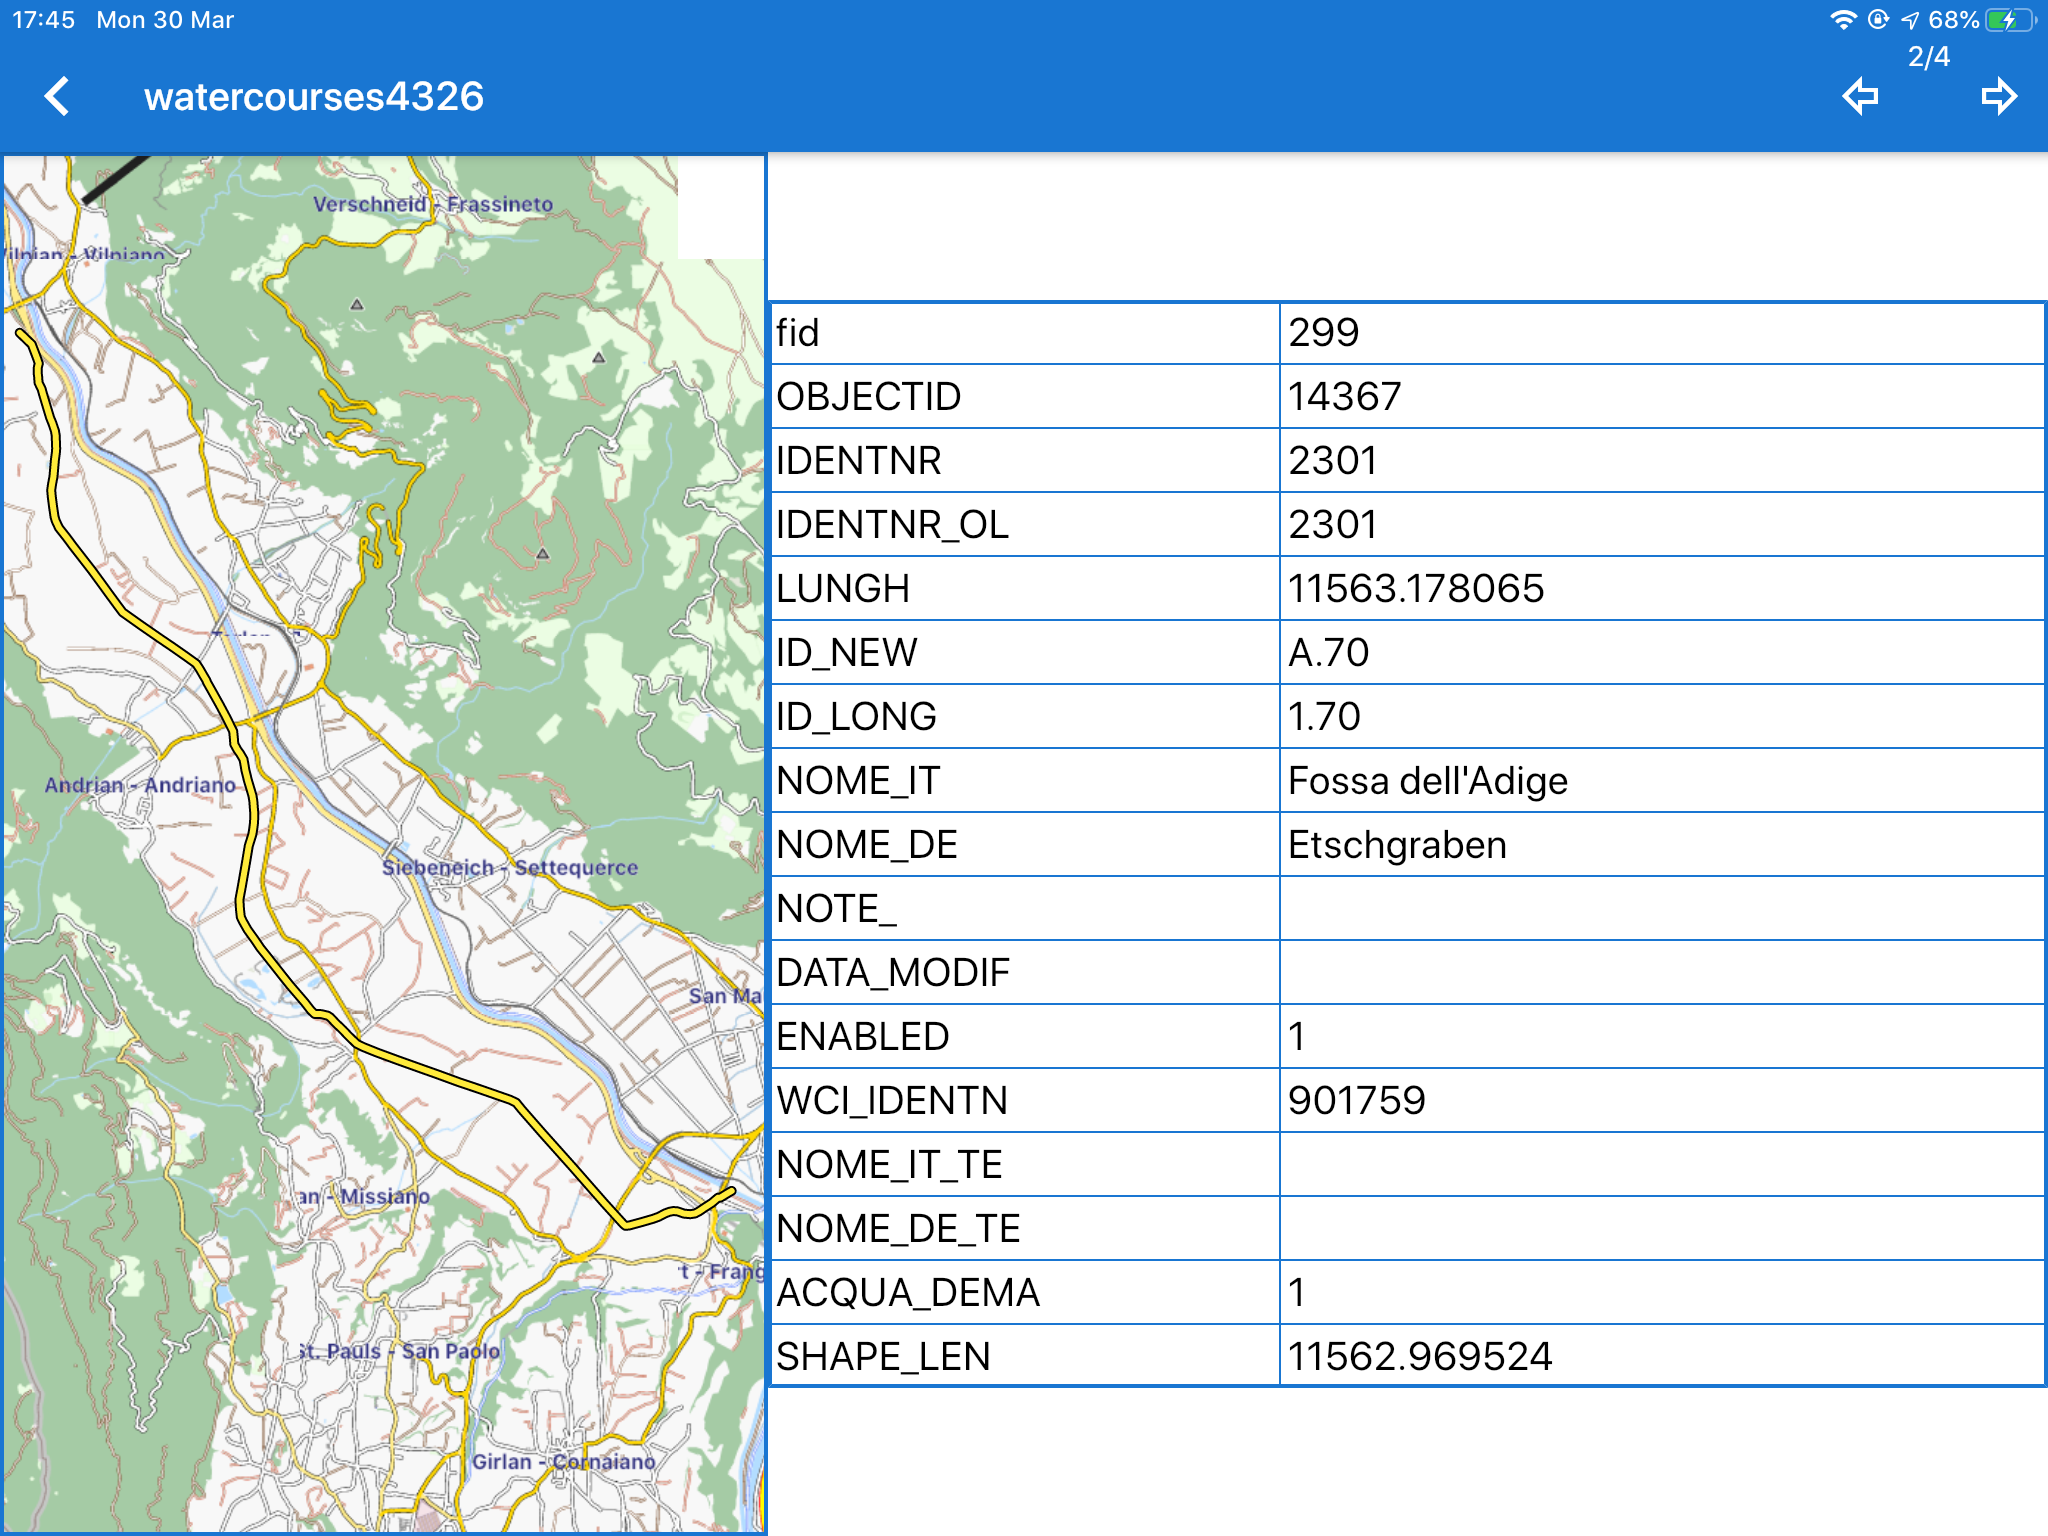 17:45 Mon 30 Mar
68%
2/4
watercourses4326
Verschneid - Frassineto
Vilpiano
Andrian - Andriano
Siebeneich - Settequerce
San Ma
an - Missiano
t - Frang
St. Pauls - San Paolo
Girlan - Cornaiano
fid 299
OBJECTID 14367
IDENTNR 2301
IDENTNR_OL 2301
LUNGH 11563.178065
ID_NEW A.70
ID_LONG 1.70
NOME_IT Fossa dell'Adige
NOME_DE Etschgraben
NOTE_
DATA_MODIF
ENABLED 1
WCI_IDENTN 901759
NOME_IT_TE
NOME_DE_TE
ACQUA_DEMA 1
SHAPE_LEN 11562.969524